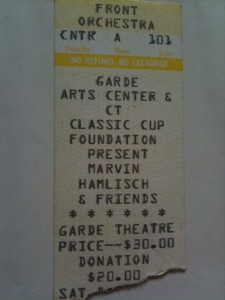 FRONT
ORCHESTRA
CNTR A 101
NO REFUND · NO EXCHANGE
GARDE
ARTS CENTER &
CT
CLASSIC CUP
FOUNDATION
PRESENT
MARVIN
HAMLISCH
& FRIENDS
* * * * * *
GARDE THEATRE
PRICE--$30.00
DONATION
$20.00
SAT